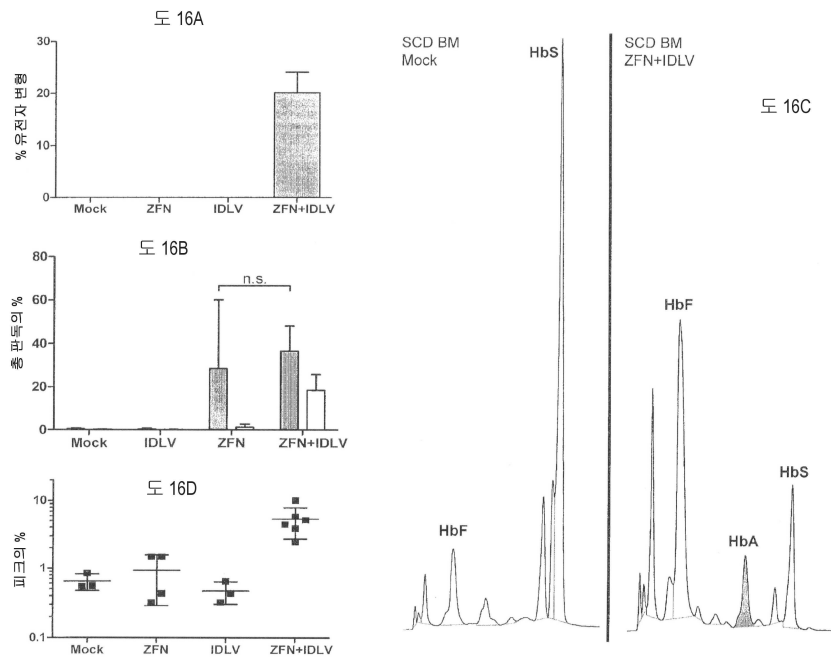 도 16A
% 유전자 변형
30
20
10
0
Mock ZFN IDLV ZFN+IDLV
도 16B
총 판독의 %
80
60
40
20
0
n.s.
Mock IDLV ZFN ZFN+IDLV
도 16D
피크의 %
10
1
0.1
Mock ZFN IDLV ZFN+IDLV
SCD BM
Mock
HbS
HbF
SCD BM
ZFN+IDLV
도 16C
HbF
HbA
HbS